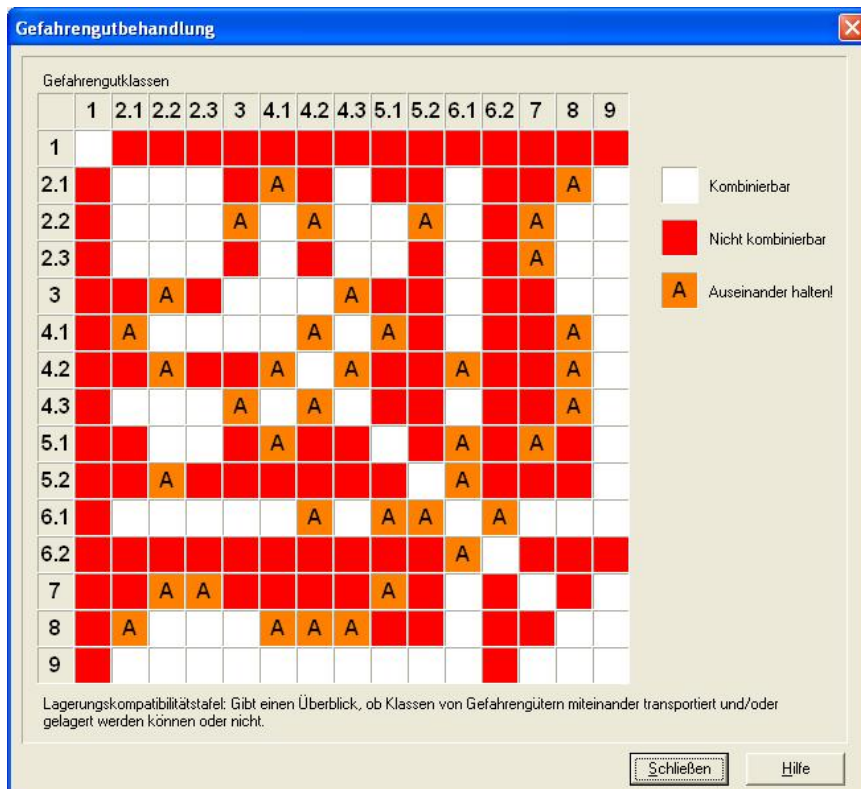 Gefahrengutbehandlung
Gefahrengutklassen
1 2.1 2.2 2.3 3 4.1 4.2 4.3 5.1 5.2 6.1 6.2 7 8 9
1
2.1 A A
Kombinierbar
2.2 A A A A
Nicht kombinierbar
2.3 A
3 A A
A Auseinander halten!
4.1 A A A A
4.2 A A A A A
4.3 A A A
5.1 A A A
5.2 A A
6.1 A A A A
6.2 A
7 A A A
8 A A A A
9
Lagerungskompatibilitätstafel: Gibt einen Überblick, ob Klassen von Gefahrengütern miteinander transportiert und/oder
gelagert werden können oder nicht.
Schließen Hilfe